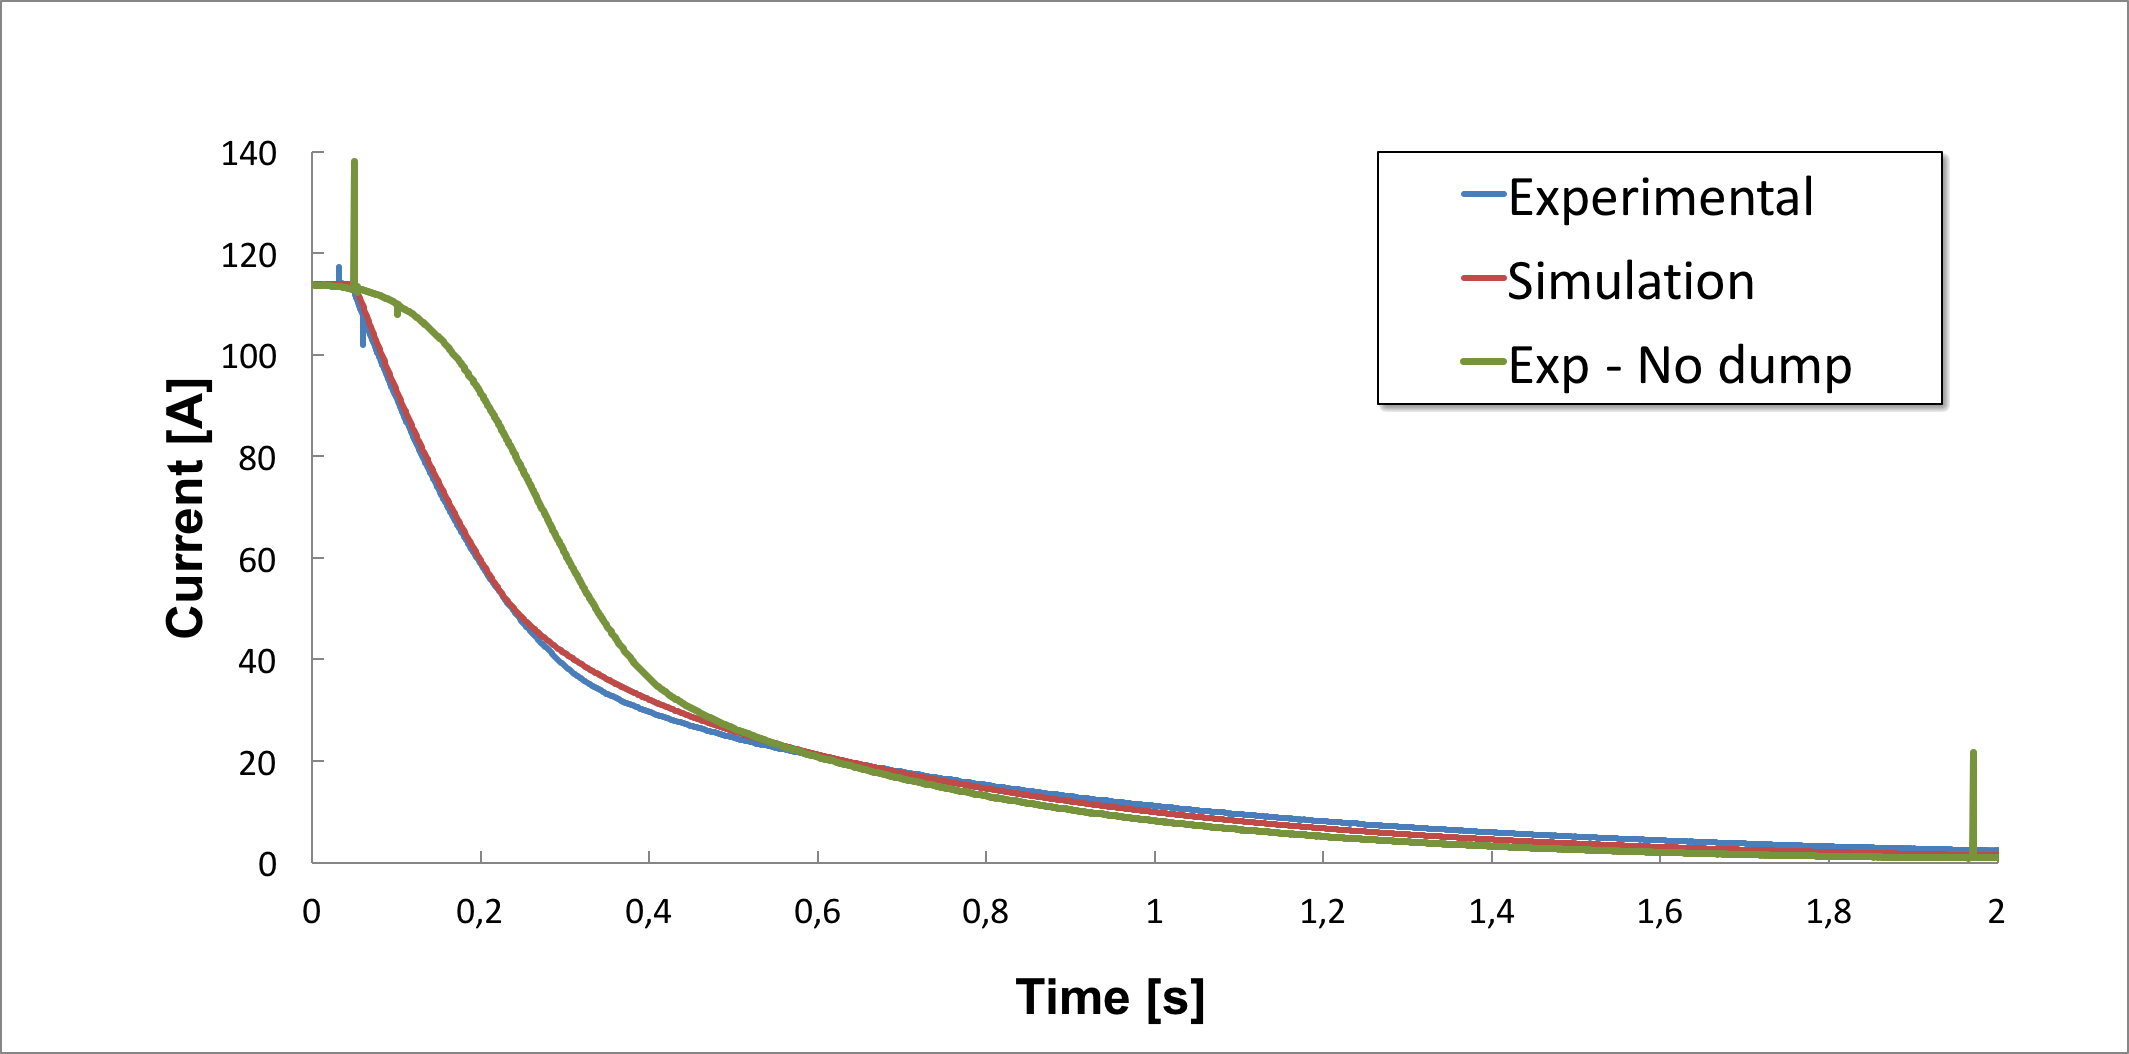 140
120
100
80
60
40
20
0
Current [A]
Experimental
Simulation
Exp - No dump
0 0,2 0,4 0,6 0,8 1 1,2 1,4 1,6 1,8 2
Time [s]